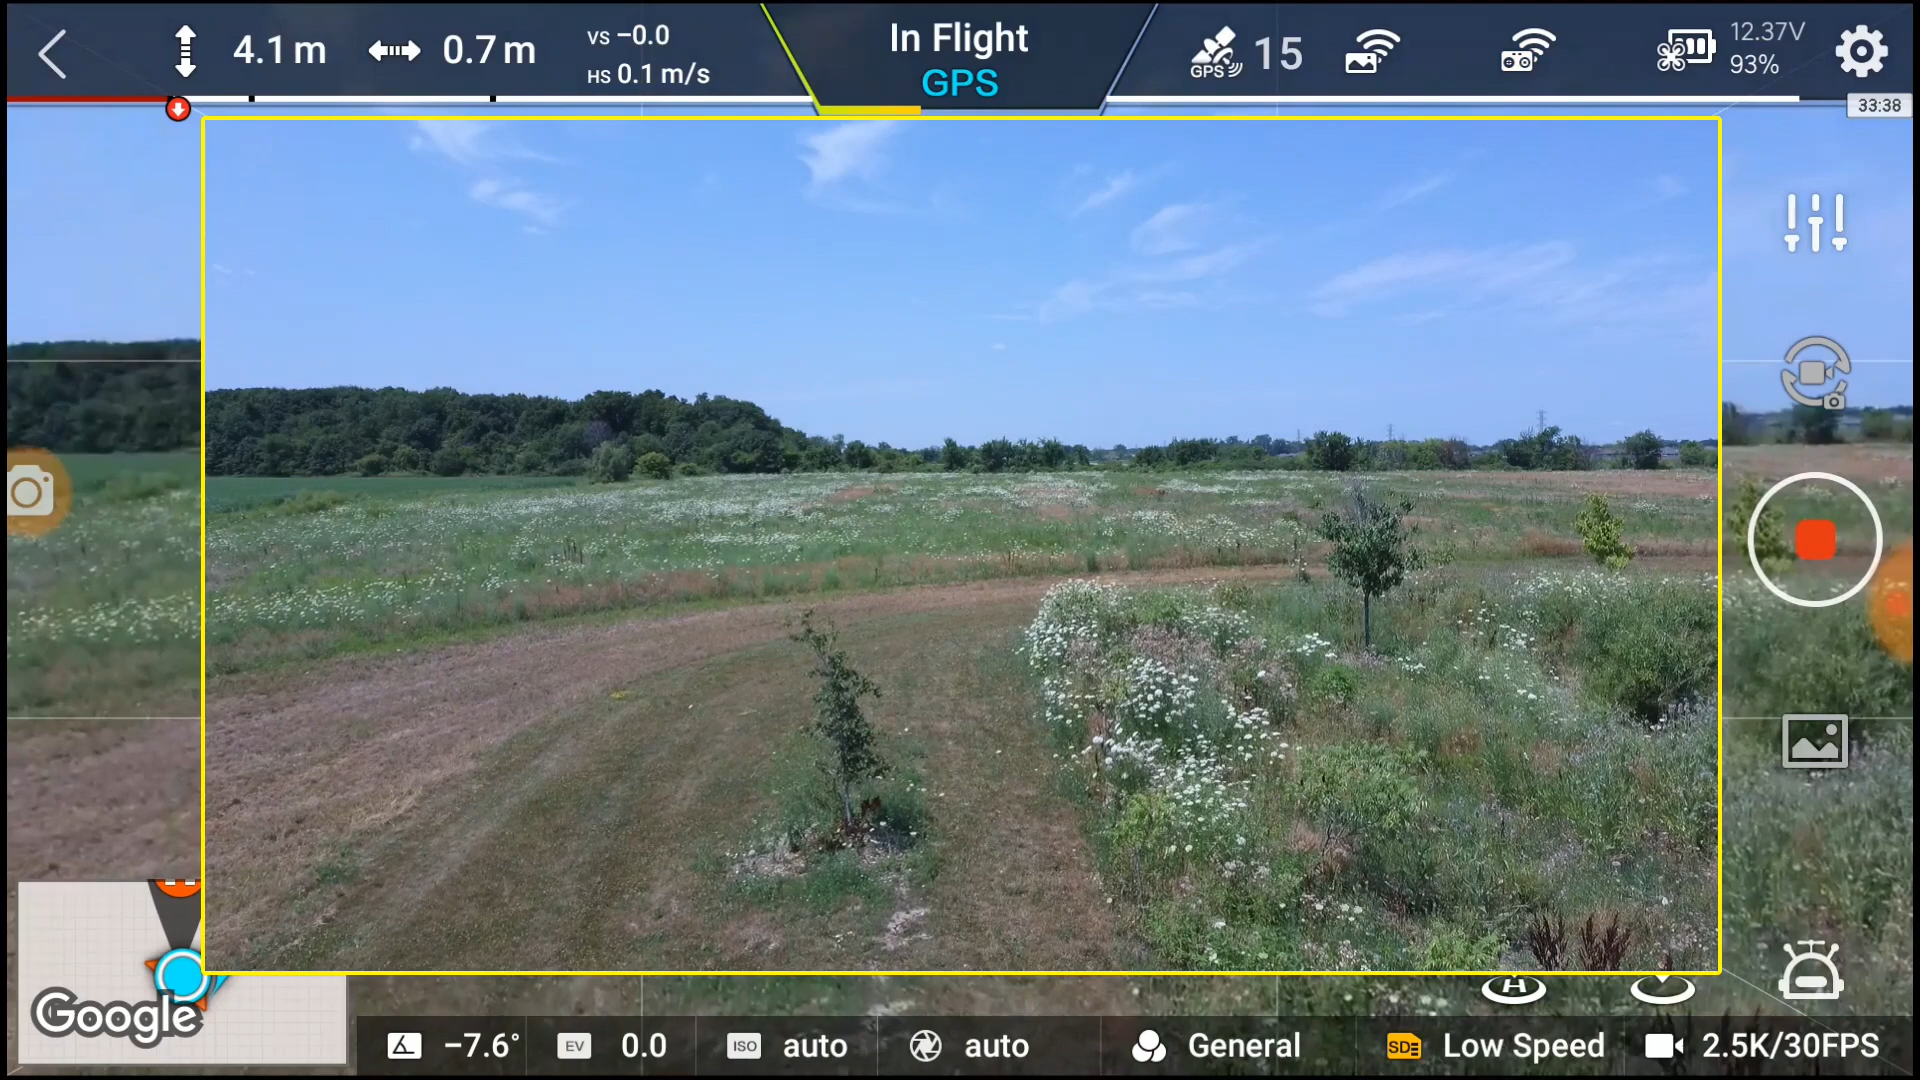 4.1 m
0.7 m
VS −0.0
HS 0.1 m/s
In Flight
GPS
GPS
15
12.37V
93%
33:38
H
Google
−7.6°
EV
0.0
ISO
auto
auto
General
SD
Low Speed
2.5K/30FPS